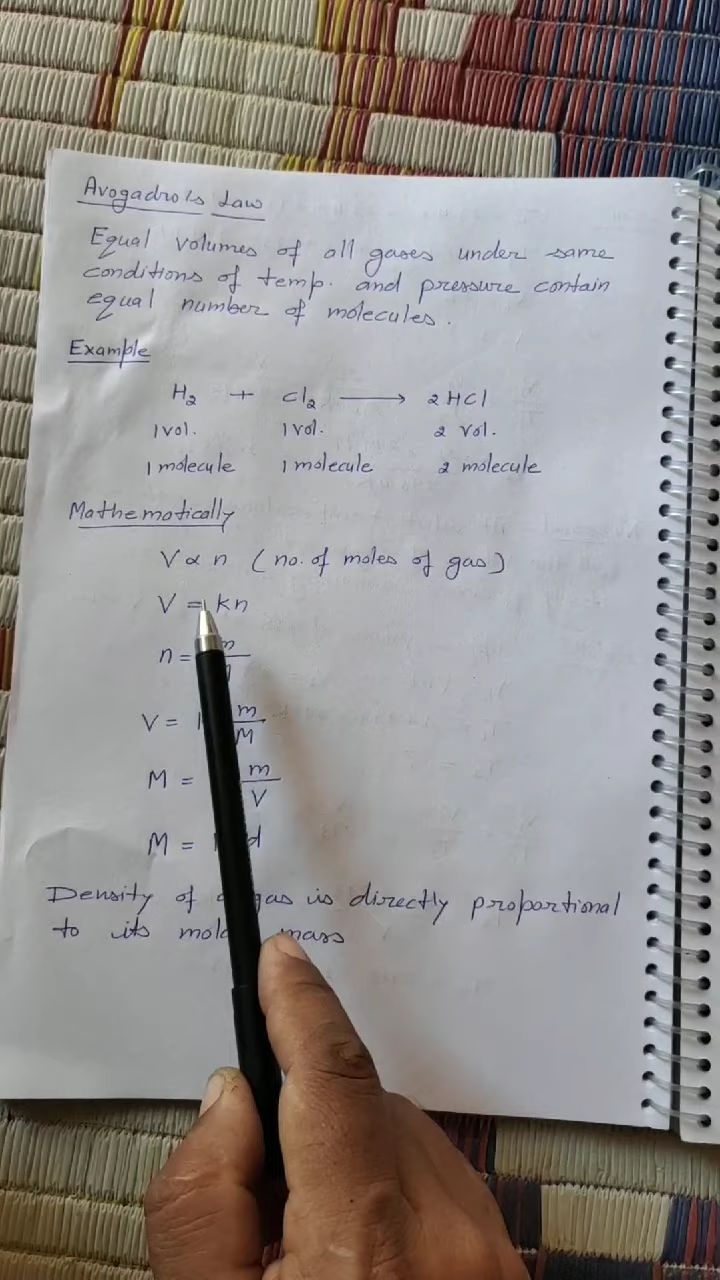 Avogadro's Law
Equal volumes of all gases under same
conditions of temp. and pressure contain
equal number of molecules.
Example
H₂ + Cl₂ ⟶ 2HCl
1 vol. 1 vol. 2 vol.
1 molecule 1 molecule 2 molecule
Mathematically
V ∝ n (no. of moles of gas)
V = kn
n =
V = m/M
M = m/V
M = d
Density of gas is directly proportional
to its mass